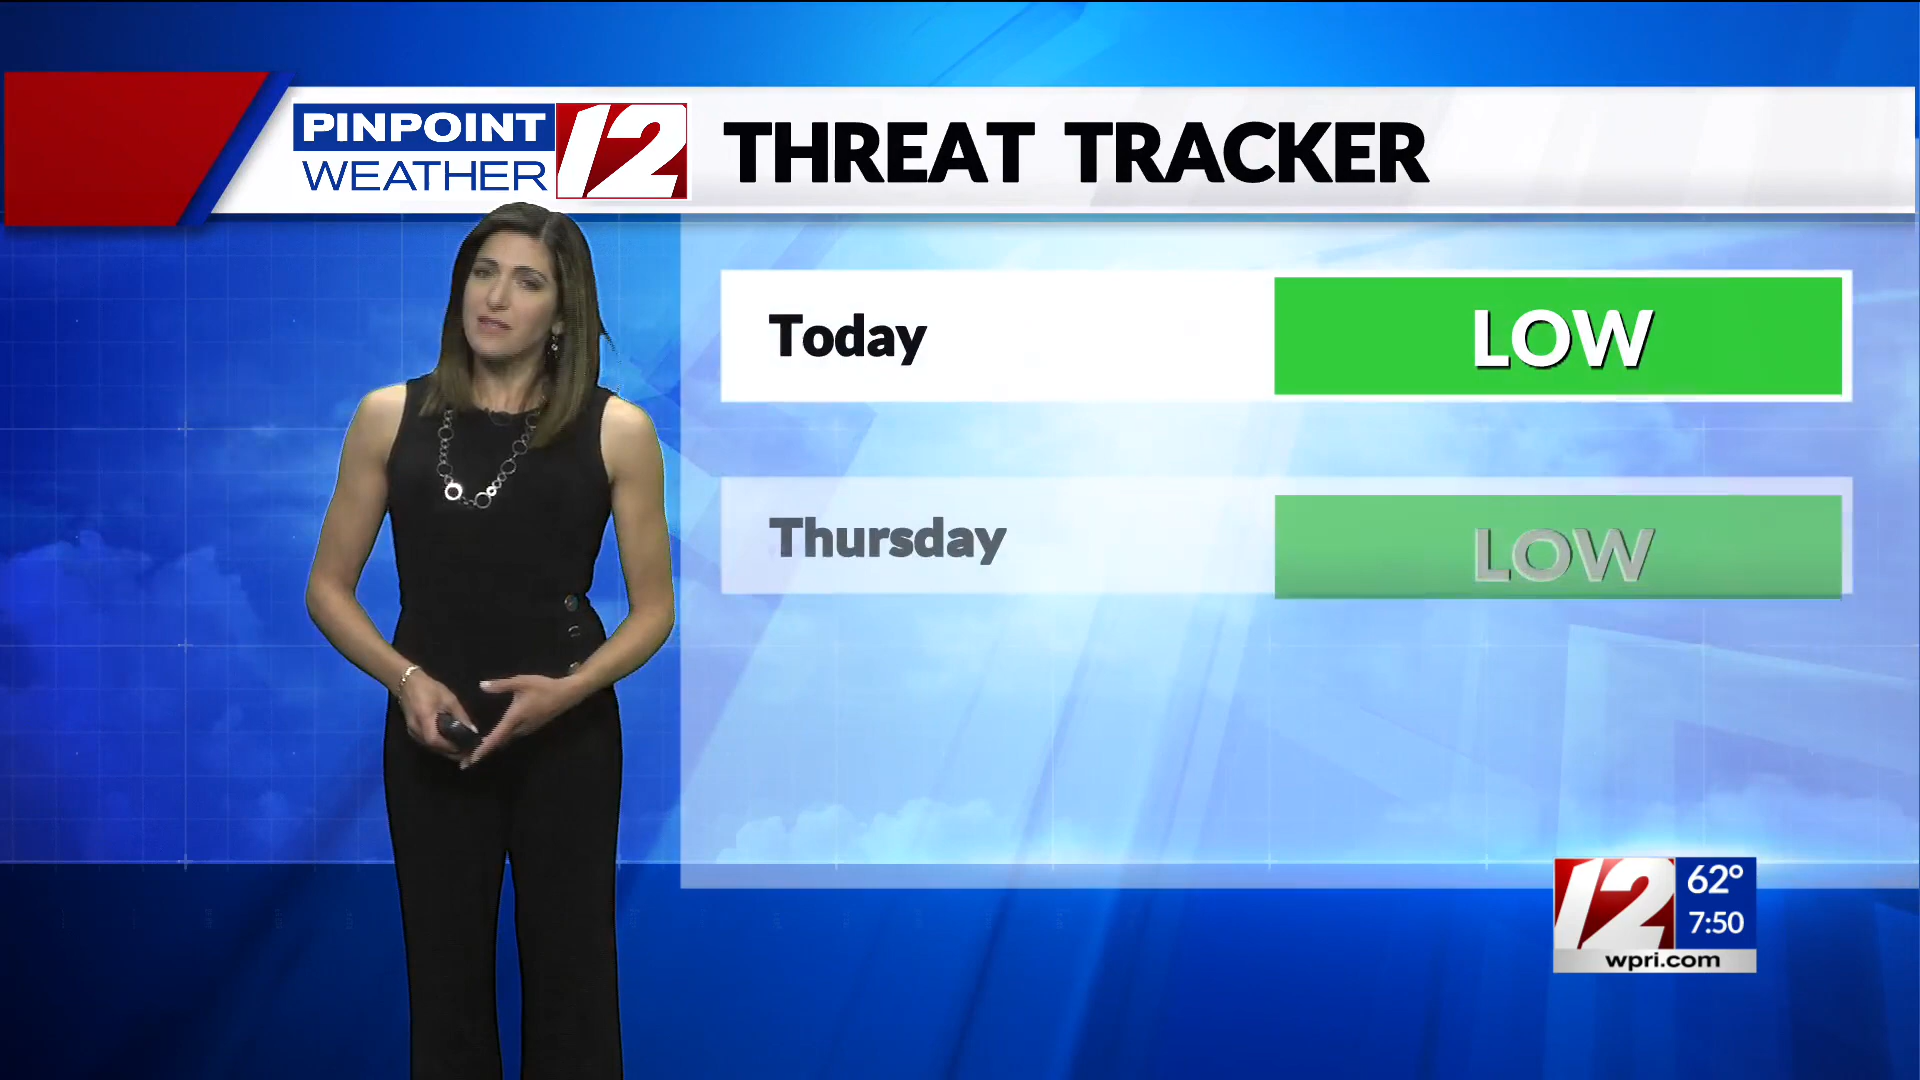 PINPOINT
WEATHER
12
THREAT TRACKER
Today
LOW
Thursday
LOW
12
62°
7:50
wpri.com